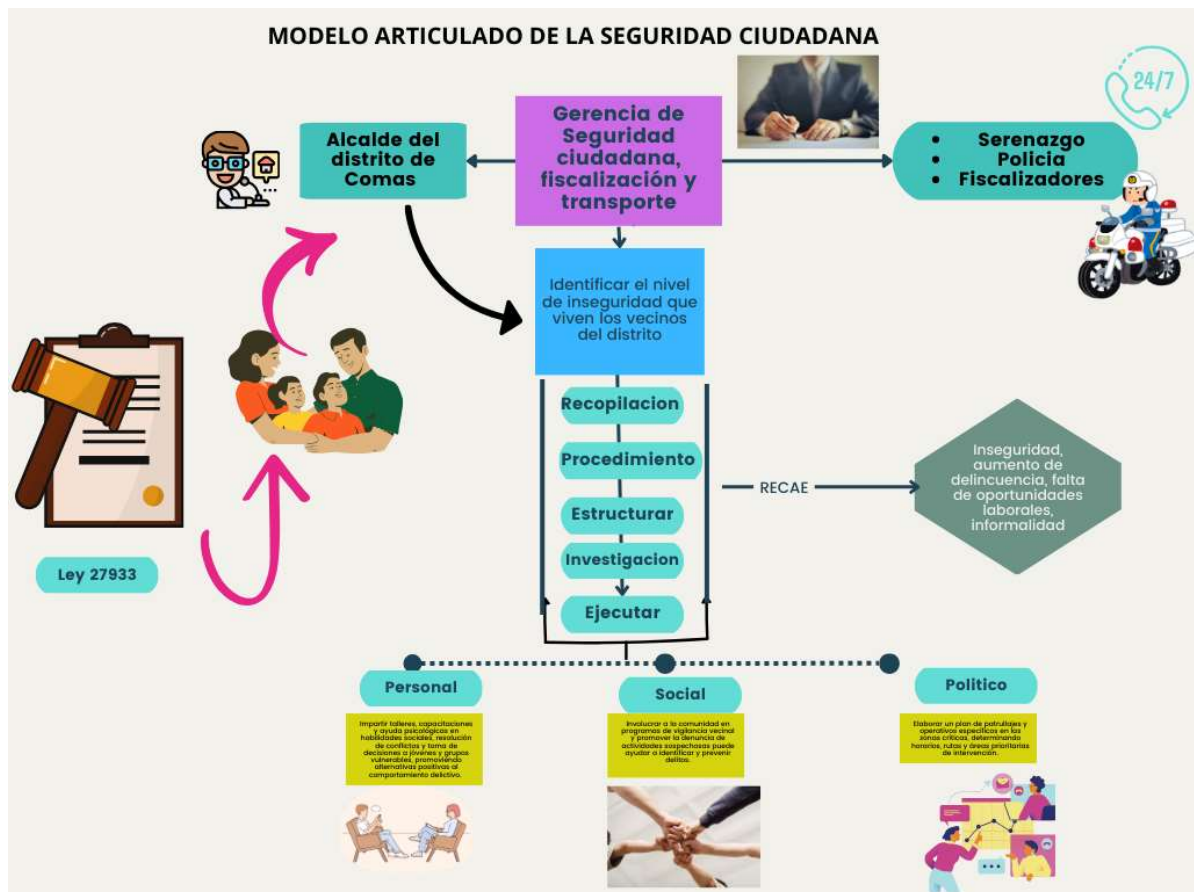 MODELO ARTICULADO DE LA SEGURIDAD CIUDADANA
24/7
Alcalde del
distrito de
Comas
Gerencia de
Seguridad
ciudadana,
fiscalización y
transporte
• Serenazgo
• Policia
• Fiscalizadores
Identificar el nivel
de inseguridad que
viven los vecinos
del distrito
Recopilacion
Procedimiento
Estructurar
Investigacion
Ejecutar
RECAE
Inseguridad,
aumento de
delincuencia, falta
de oportunidades
laborales,
informalidad
Ley 27933
Personal
Impartir talleres, capacitaciones
y ayuda psicológicas en
habilidades sociales, resolución
de conflictos y toma de
decisiones a jóvenes y grupos
vulnerables, promoviendo
alternativas positivas al
comportamiento delictivo.
Social
Involucrar a la comunidad en
programas de vigilancia vecinal
y promover la denuncia de
actividades sospechosas puede
ayudar a identificar y prevenir
delitos.
Politico
Elaborar un plan de patrullajes y
operativos específicos en las
zonas críticas, determinando
horarios, rutas y áreas prioritarias
de intervención.